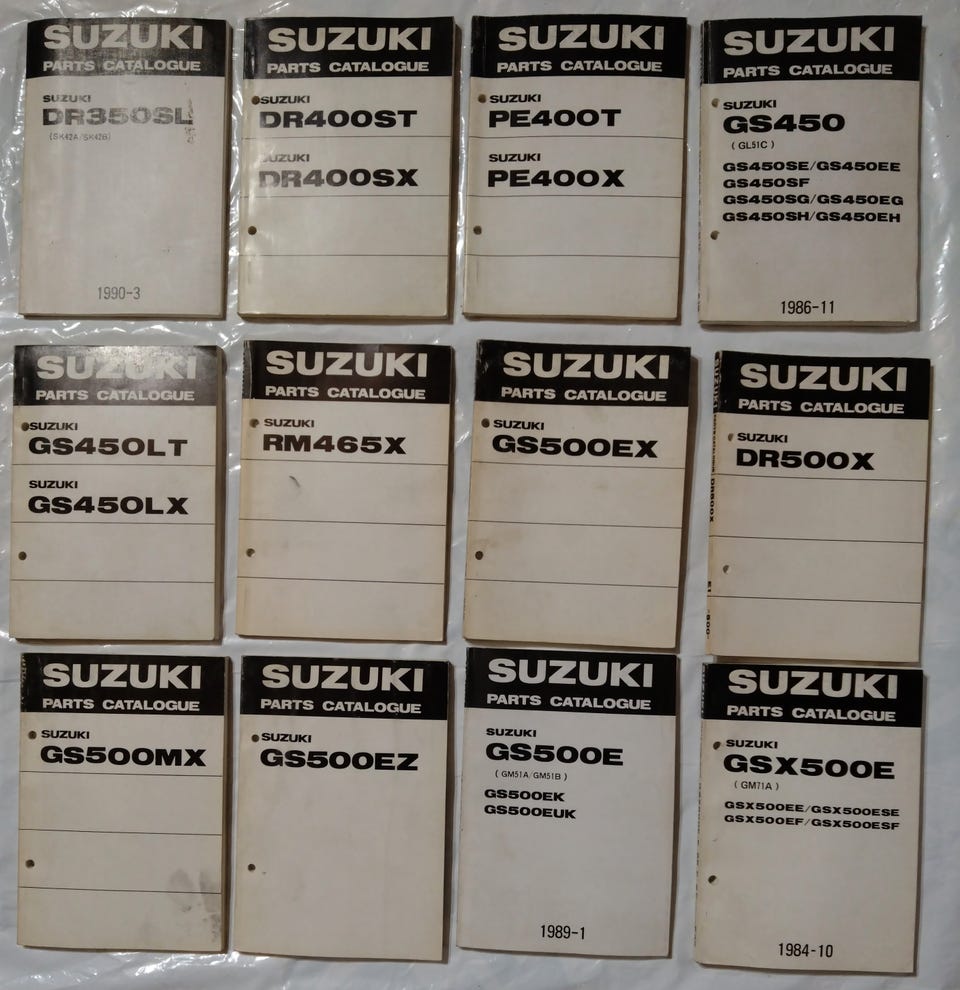 SUZUKI
PARTS CATALOGUE
SUZUKI
DR350SL
(SK42A/SK42B)
1990-3
SUZUKI
PARTS CATALOGUE
SUZUKI
DR400ST
SUZUKI
DR400SX
SUZUKI
PARTS CATALOGUE
SUZUKI
PE400T
SUZUKI
PE400X
SUZUKI
PARTS CATALOGUE
SUZUKI
GS450
(GL51C)
GS450SE/GS450EE
GS450SF
GS450SG/GS450EG
GS450SH/GS450EH
1986-11
SUZUKI
PARTS CATALOGUE
SUZUKI
GS450LT
SUZUKI
GS450LX
SUZUKI
PARTS CATALOGUE
SUZUKI
RM465X
SUZUKI
PARTS CATALOGUE
SUZUKI
GS500EX
SUZUKI
PARTS CATALOGUE
SUZUKI
DR500X
SUZUKI
DR500X
SUZUKI
PARTS CATALOGUE
SUZUKI
GS500MX
SUZUKI
PARTS CATALOGUE
SUZUKI
GS500EZ
SUZUKI
PARTS CATALOGUE
SUZUKI
GS500E
(GM51A/GM51B)
GS500EK
GS500EUK
1989-1
SUZUKI
PARTS CATALOGUE
SUZUKI
GSX500E
(GM71A)
GSX500EE/GSX500ESE
GSX500EF/GSX500ESF
1984-10